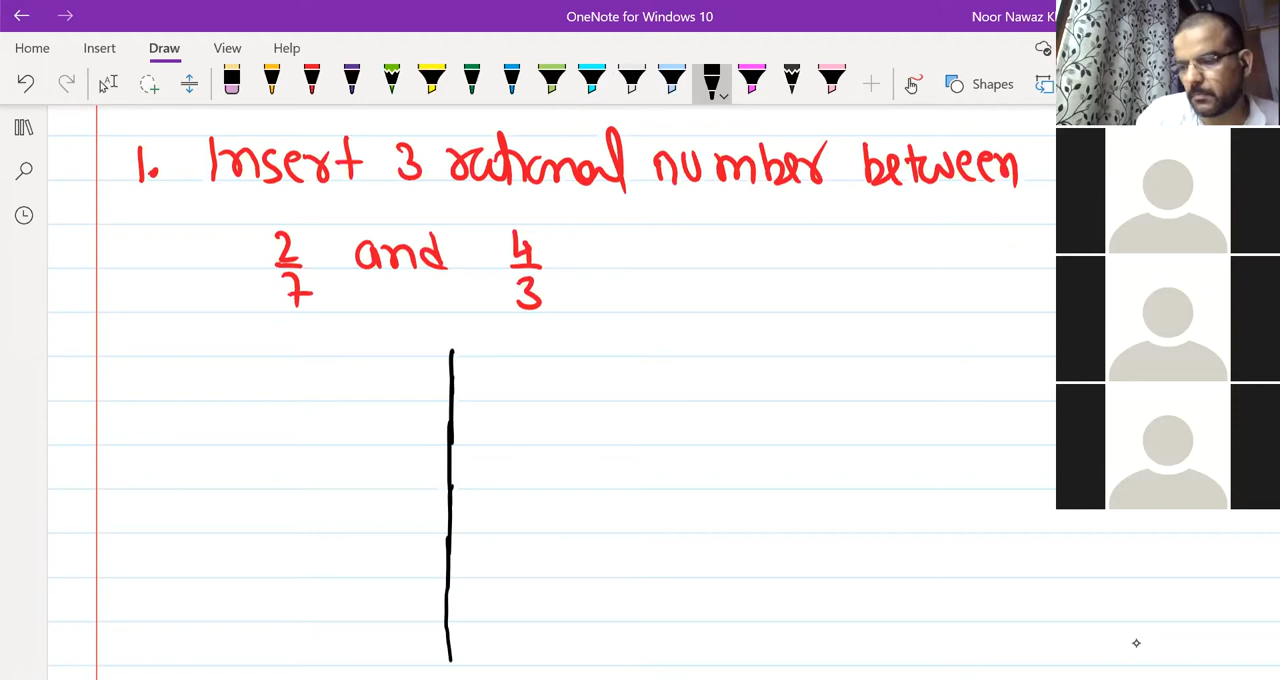 OneNote for Windows 10
Noor Nawaz K
Home Insert Draw View Help
Shapes
1. Insert 3 rational number between
2/7 and 4/3